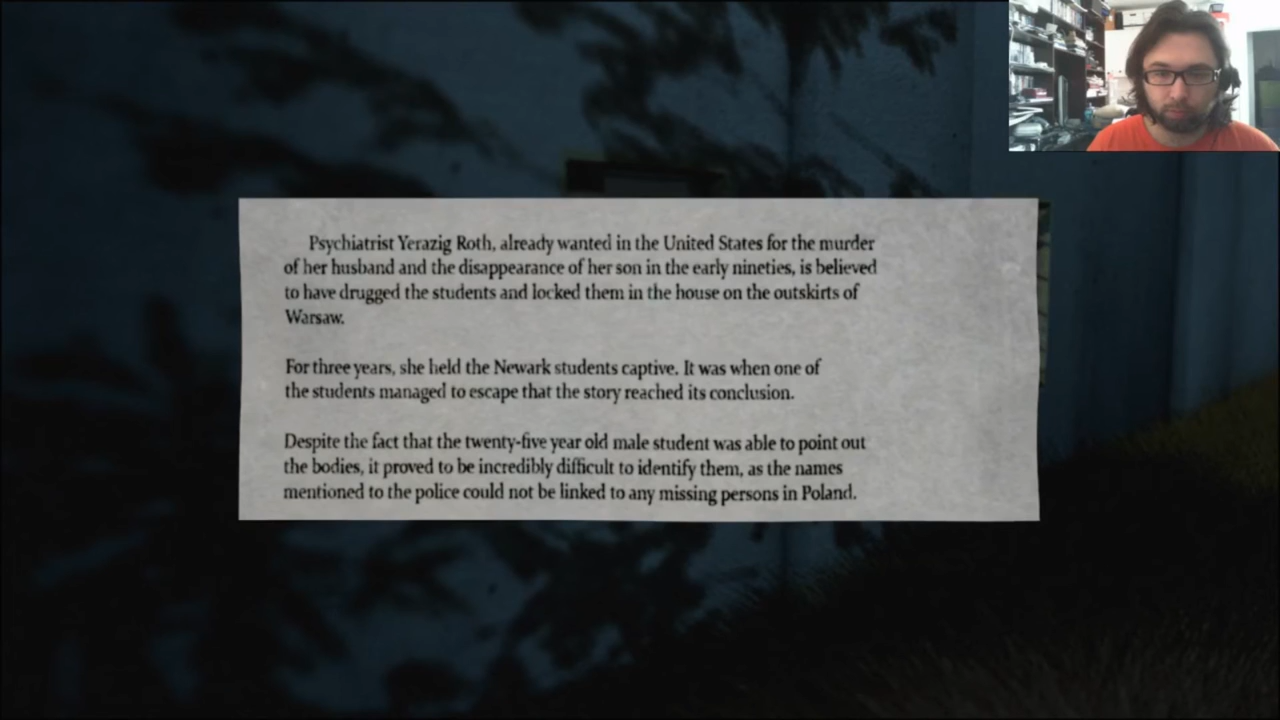 Psychiatrist Yerazig Roth, already wanted in the United States for the murder
of her husband and the disappearance of her son in the early nineties, is believed
to have drugged the students and locked them in the house on the outskirts of
Warsaw.
For three years, she held the Newark students captive. It was when one of
the students managed to escape that the story reached its conclusion.
Despite the fact that the twenty-five year old male student was able to point out
the bodies, it proved to be incredibly difficult to identify them, as the names
mentioned to the police could not be linked to any missing persons in Poland.